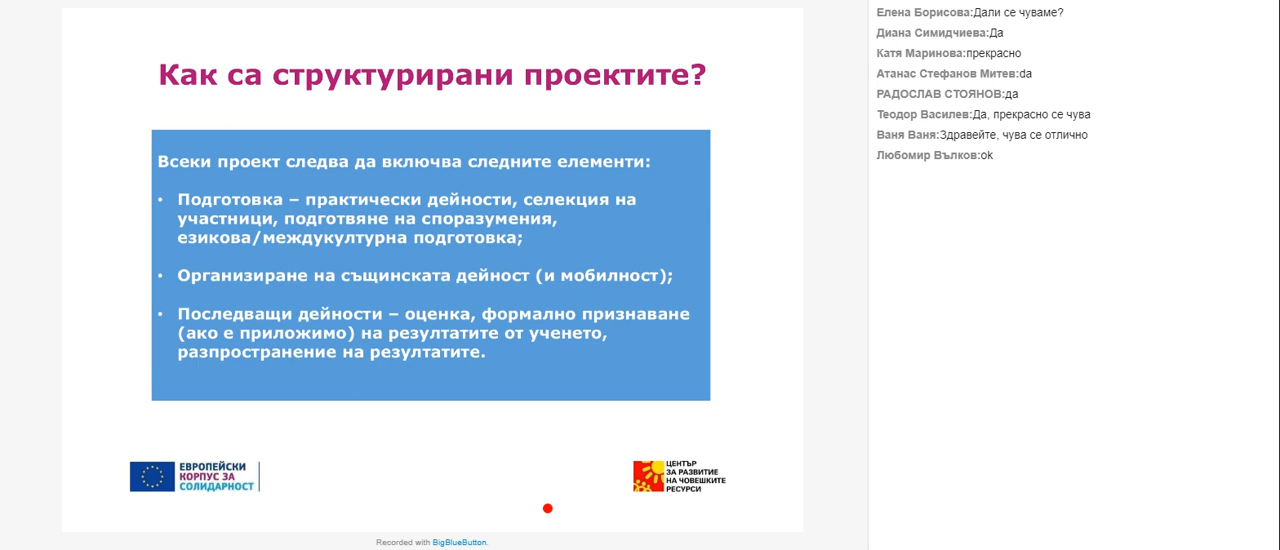 Как са структурирани проектите?
Всеки проект следва да включва следните елементи:
• Подготовка – практически дейности, селекция на
участници, подготвяне на споразумения,
езикова/междукултурна подготовка;
• Организиране на същинската дейност (и мобилност);
• Последващи дейности – оценка, формално признаване
(ако е приложимо) на резултатите от ученето,
разпространение на резултатите.
ЕВРОПЕЙСКИ
КОРПУС ЗА
СОЛИДАРНОСТ
ЦЕНТЪР
ЗА РАЗВИТИЕ
НА ЧОВЕШКИТЕ
РЕСУРСИ
Recorded with BigBlueButton.
Елена Борисова:Дали се чуваме?
Диана Симидчиева:Да
Катя Маринова:прекрасно
Атанас Стефанов Митев:da
РАДОСЛАВ СТОЯНОВ:да
Теодор Василев:Да, прекрасно се чува
Ваня Ваня:Здравейте, чува се отлично
Любомир Вълков:ok